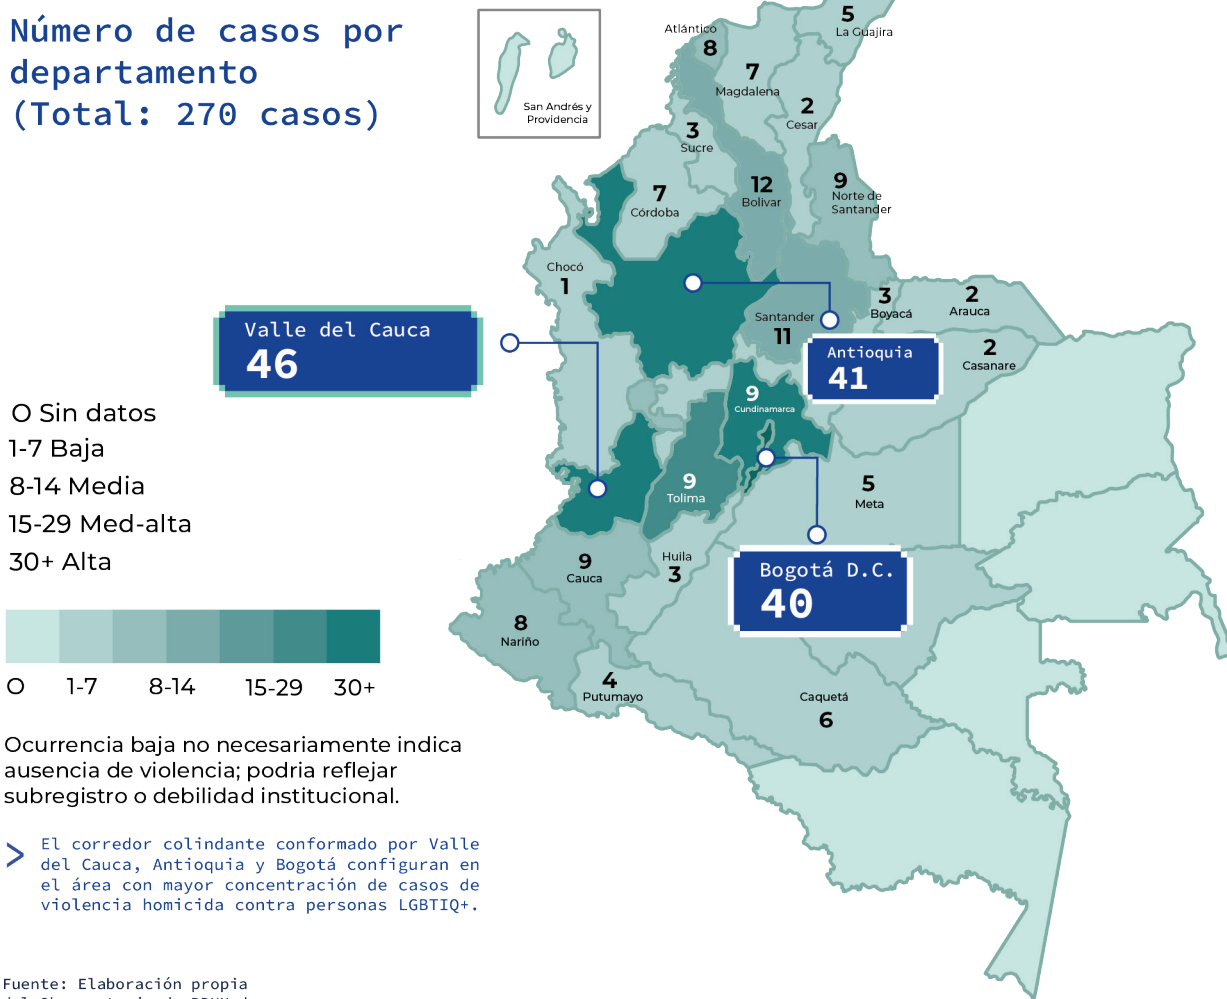 Número de casos por
departamento
(Total: 270 casos)
San Andrés y
Providencia
5
La Guajira
Atlántico
8
7
Magdalena
2
Cesar
3
Sucre
12
Bolivar
9
Norte de
Santander
7
Córdoba
Chocó
1
Santander
11
3
Boyacá
2
Arauca
2
Casanare
Valle del Cauca
46
Antioquia
41
9
Cundinamarca
9
Tolima
5
Meta
Bogotá D.C.
40
Huila
3
9
Cauca
8
Nariño
4
Putumayo
Caquetá
6
O Sin datos
1-7 Baja
8-14 Media
15-29 Med-alta
30+ Alta
O 1-7 8-14 15-29 30+
Ocurrencia baja no necesariamente indica
ausencia de violencia; podria reflejar
subregistro o debilidad institucional.
> El corredor colindante conformado por Valle
del Cauca, Antioquia y Bogotá configuran en
el área con mayor concentración de casos de
violencia homicida contra personas LGBTIQ+.
Fuente: Elaboración propia